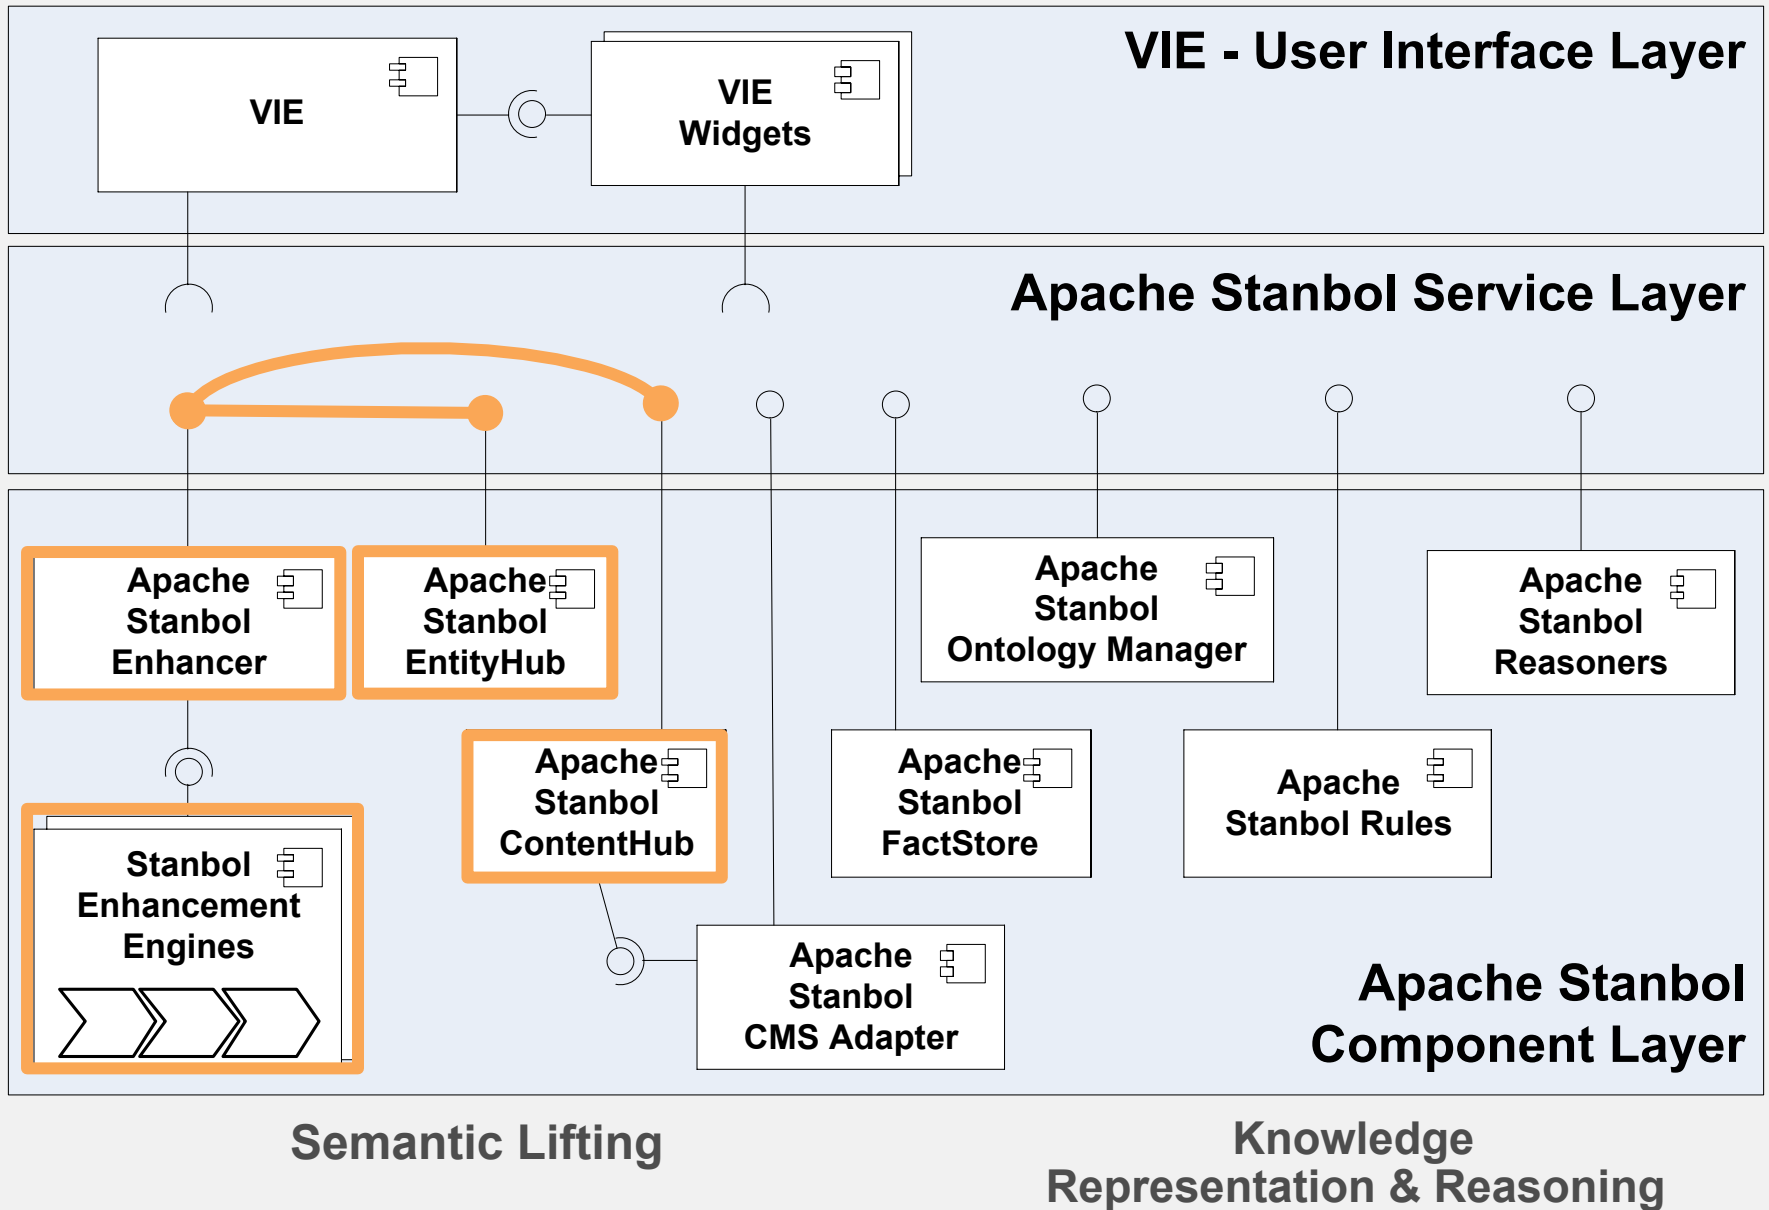 VIE - User Interface Layer
VIE
VIE
Widgets
Apache Stanbol Service Layer
Apache
Stanbol
Enhancer
Apache
Stanbol
EntityHub
Apache
Stanbol
Ontology Manager
Apache
Stanbol
Reasoners
Apache
Stanbol
ContentHub
Apache
Stanbol
FactStore
Apache
Stanbol Rules
Stanbol
Enhancement
Engines
Apache
Stanbol
CMS Adapter
Apache Stanbol
Component Layer
Semantic Lifting
Knowledge
Representation & Reasoning